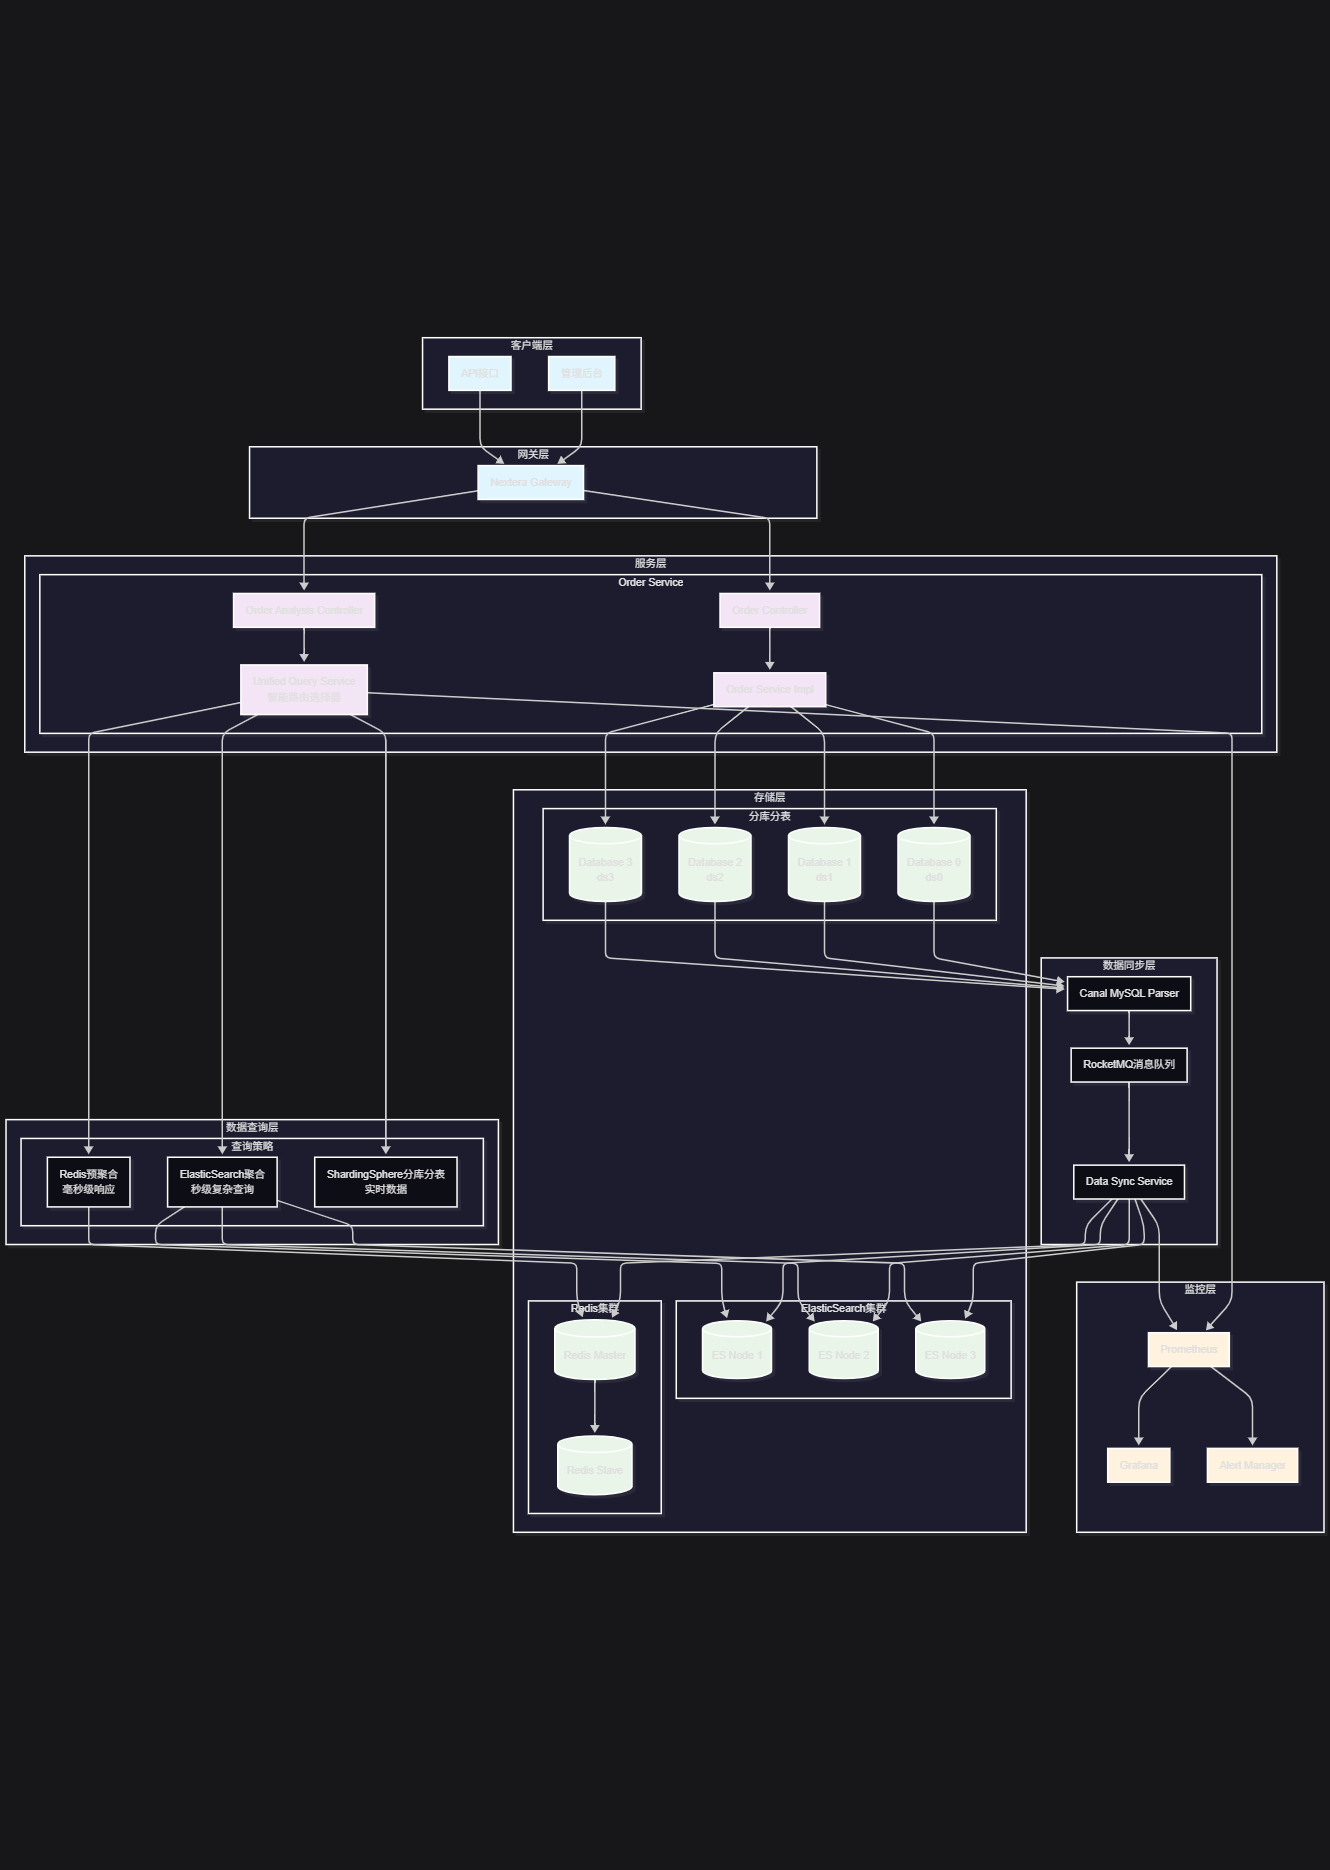 客户端层
API接口
管理后台
网关层
Nextera Gateway
服务层
Order Service
Order Analysis Controller
Order Controller
Unified Query Service
智能路由选择器
Order Service Impl
存储层
分库分表
Database 3
ds3
Database 2
ds2
Database 1
ds1
Database 0
ds0
数据同步层
Canal MySQL Parser
RocketMQ消息队列
Data Sync Service
数据查询层
查询策略
Redis预聚合
毫秒级响应
ElasticSearch聚合
秒级复杂查询
ShardingSphere分库分表
实时数据
Redis集群
Redis Master
Redis Slave
ElasticSearch集群
ES Node 1
ES Node 2
ES Node 3
监控层
Prometheus
Grafana
Alert Manager